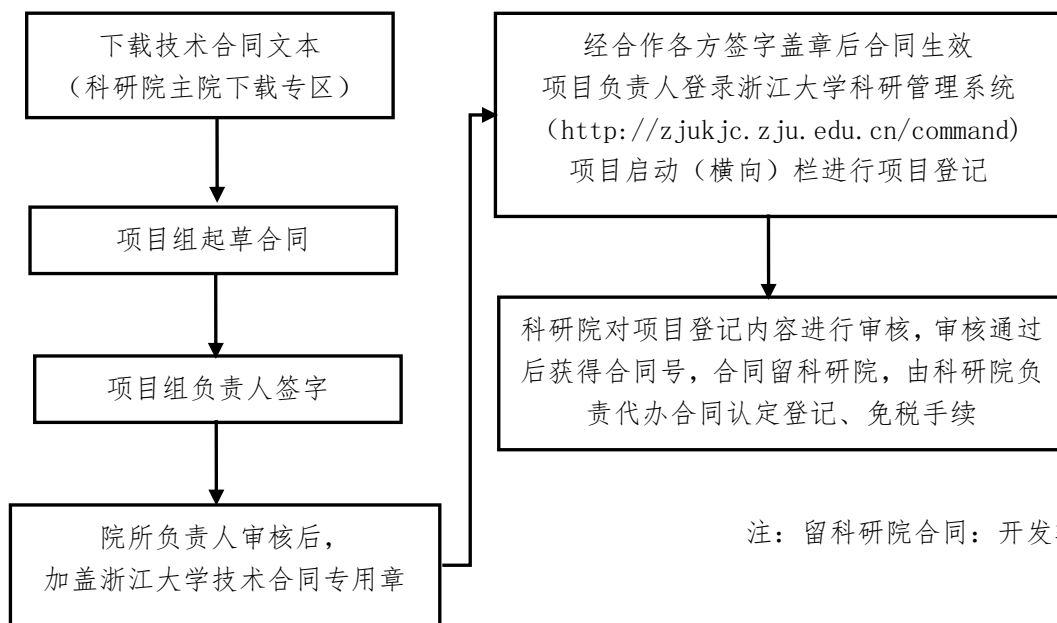 下载技术合同文本
（科研院主院下载专区）
项目组起草合同
项目组负责人签字
院所负责人审核后，
加盖浙江大学技术合同专用章
经合作各方签字盖章后合同生效
项目负责人登录浙江大学科研管理系统
（http://zjukjc.zju.edu.cn/command)
项目启动（横向）栏进行项目登记
科研院对项目登记内容进行审核，审核通过
后获得合同号，合同留科研院，由科研院负
责代办合同认定登记、免税手续
注：留科研院合同：开发